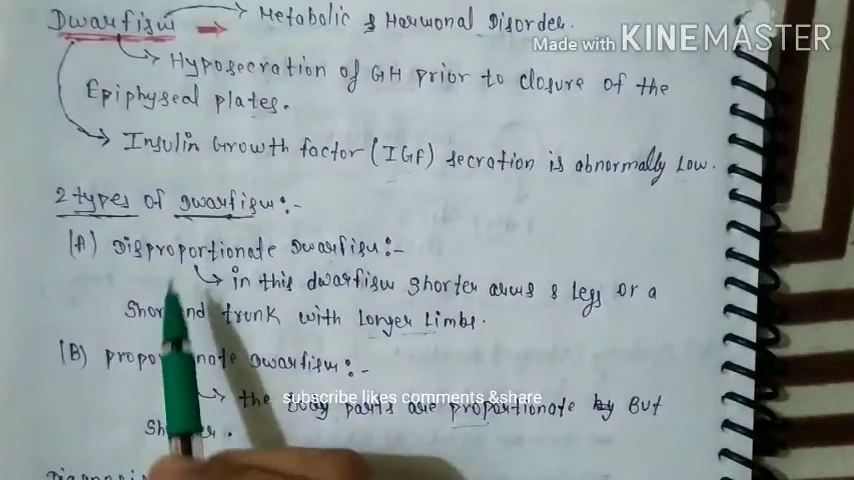 Dwarfism → Metabolic & Hormonal Disorder.
Made with KINEMASTER
↳ Hyposecration of GH prior to closure of the
Epiphyseal plates.
→ Insulin Growth factor (IGF) secration is abnormally Low.
2 types of dwarfism:-
(A) Disproportionate dwarfism:-
↳ in this dwarfism shorter arms & Legs or a
trunk with Longer Limbs.
(B) dwarfism:-
subscribe likes comments &share
↳ the body parts are proportionate but